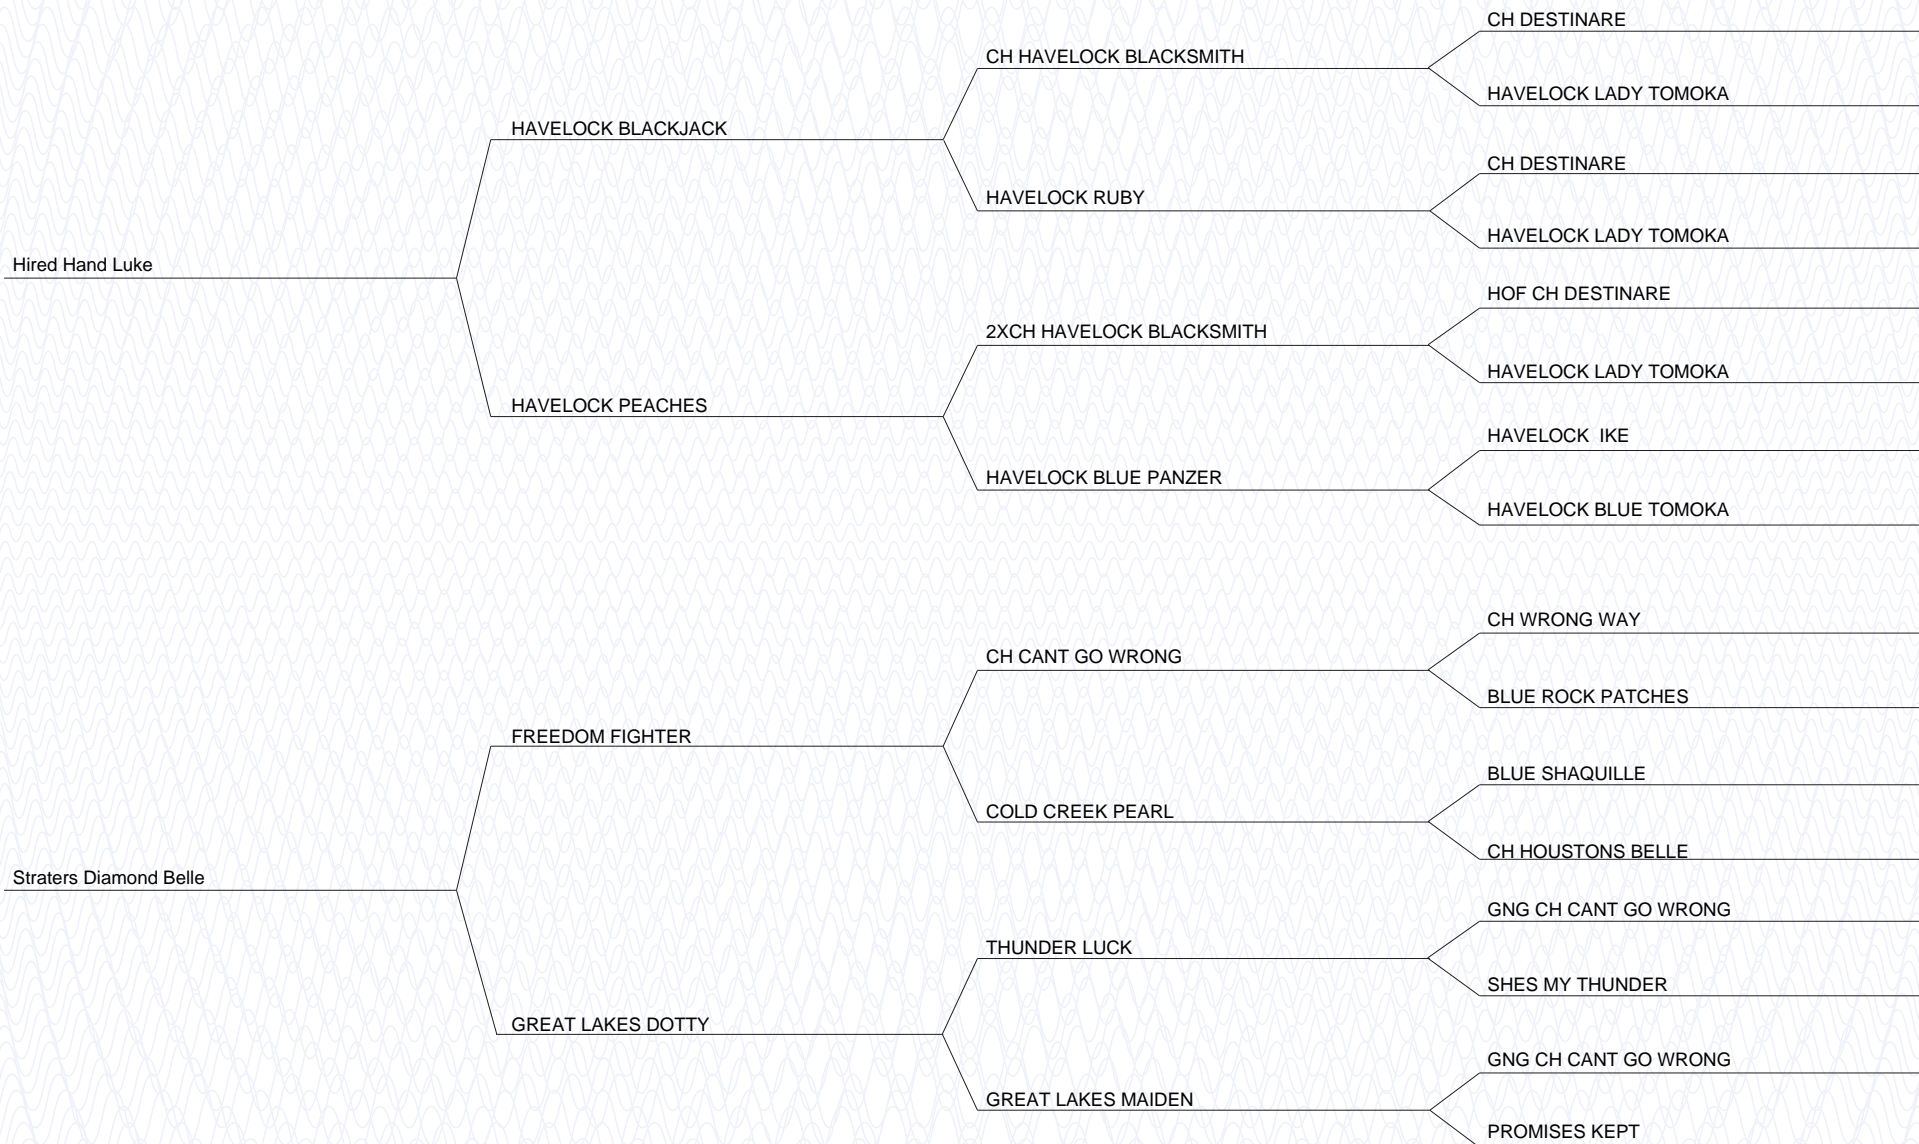 CH DESTINARE
CH HAVELOCK BLACKSMITH
HAVELOCK LADY TOMOKA
HAVELOCK BLACKJACK
CH DESTINARE
HAVELOCK RUBY
HAVELOCK LADY TOMOKA
Hired Hand Luke
HOF CH DESTINARE
2XCH HAVELOCK BLACKSMITH
HAVELOCK LADY TOMOKA
HAVELOCK PEACHES
HAVELOCK  IKE
HAVELOCK BLUE PANZER
HAVELOCK BLUE TOMOKA
CH WRONG WAY
CH CANT GO WRONG
BLUE ROCK PATCHES
FREEDOM FIGHTER
BLUE SHAQUILLE
COLD CREEK PEARL
CH HOUSTONS BELLE
Straters Diamond Belle
GNG CH CANT GO WRONG
THUNDER LUCK
SHES MY THUNDER
GREAT LAKES DOTTY
GNG CH CANT GO WRONG
GREAT LAKES MAIDEN
PROMISES KEPT